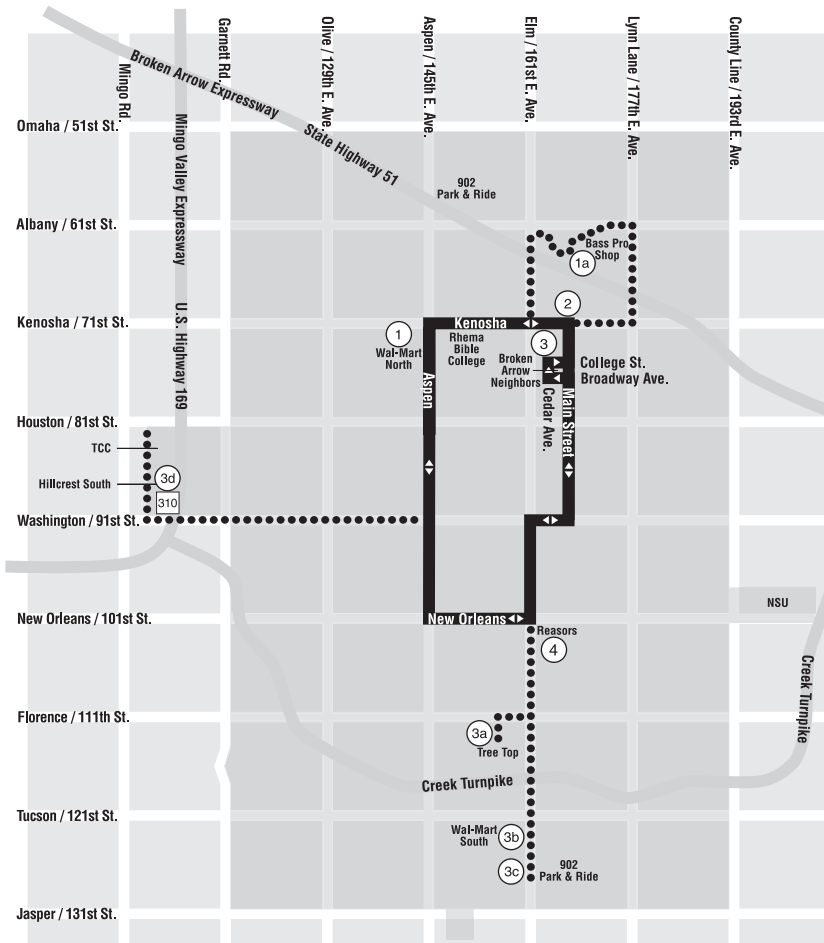 Mingo Rd.
Garnett Rd.
Olive / 129th E. Ave.
Aspen / 145th E. Ave.
Elm / 161st E. Ave.
Lynn Lane / 177th E. Ave.
County Line / 193rd E. Ave.
Broken Arrow Expressway
State Highway 51
Mingo Valley Expressway
U.S. Highway 169
Omaha / 51st St.
902
Park & Ride
Albany / 61st St.
Bass Pro
Shop
1a
2
Kenosha / 71st St.
Kenosha
1
Wal-Mart
North
Rhema
Bible
College
3
Broken
Arrow
Neighbors
College St.
Broadway Ave.
Aspen
Cedar Ave.
Main Street
Houston / 81st St.
TCC
Hillcrest South
3d
310
Washington / 91st St.
NSU
New Orleans / 101st St.
New Orleans
Reasors
4
Creek Turnpike
Florence / 111th St.
3a
Tree Top
Creek Turnpike
Tucson / 121st St.
Wal-Mart
South
3b
3c
902
Park & Ride
Jasper / 131st St.